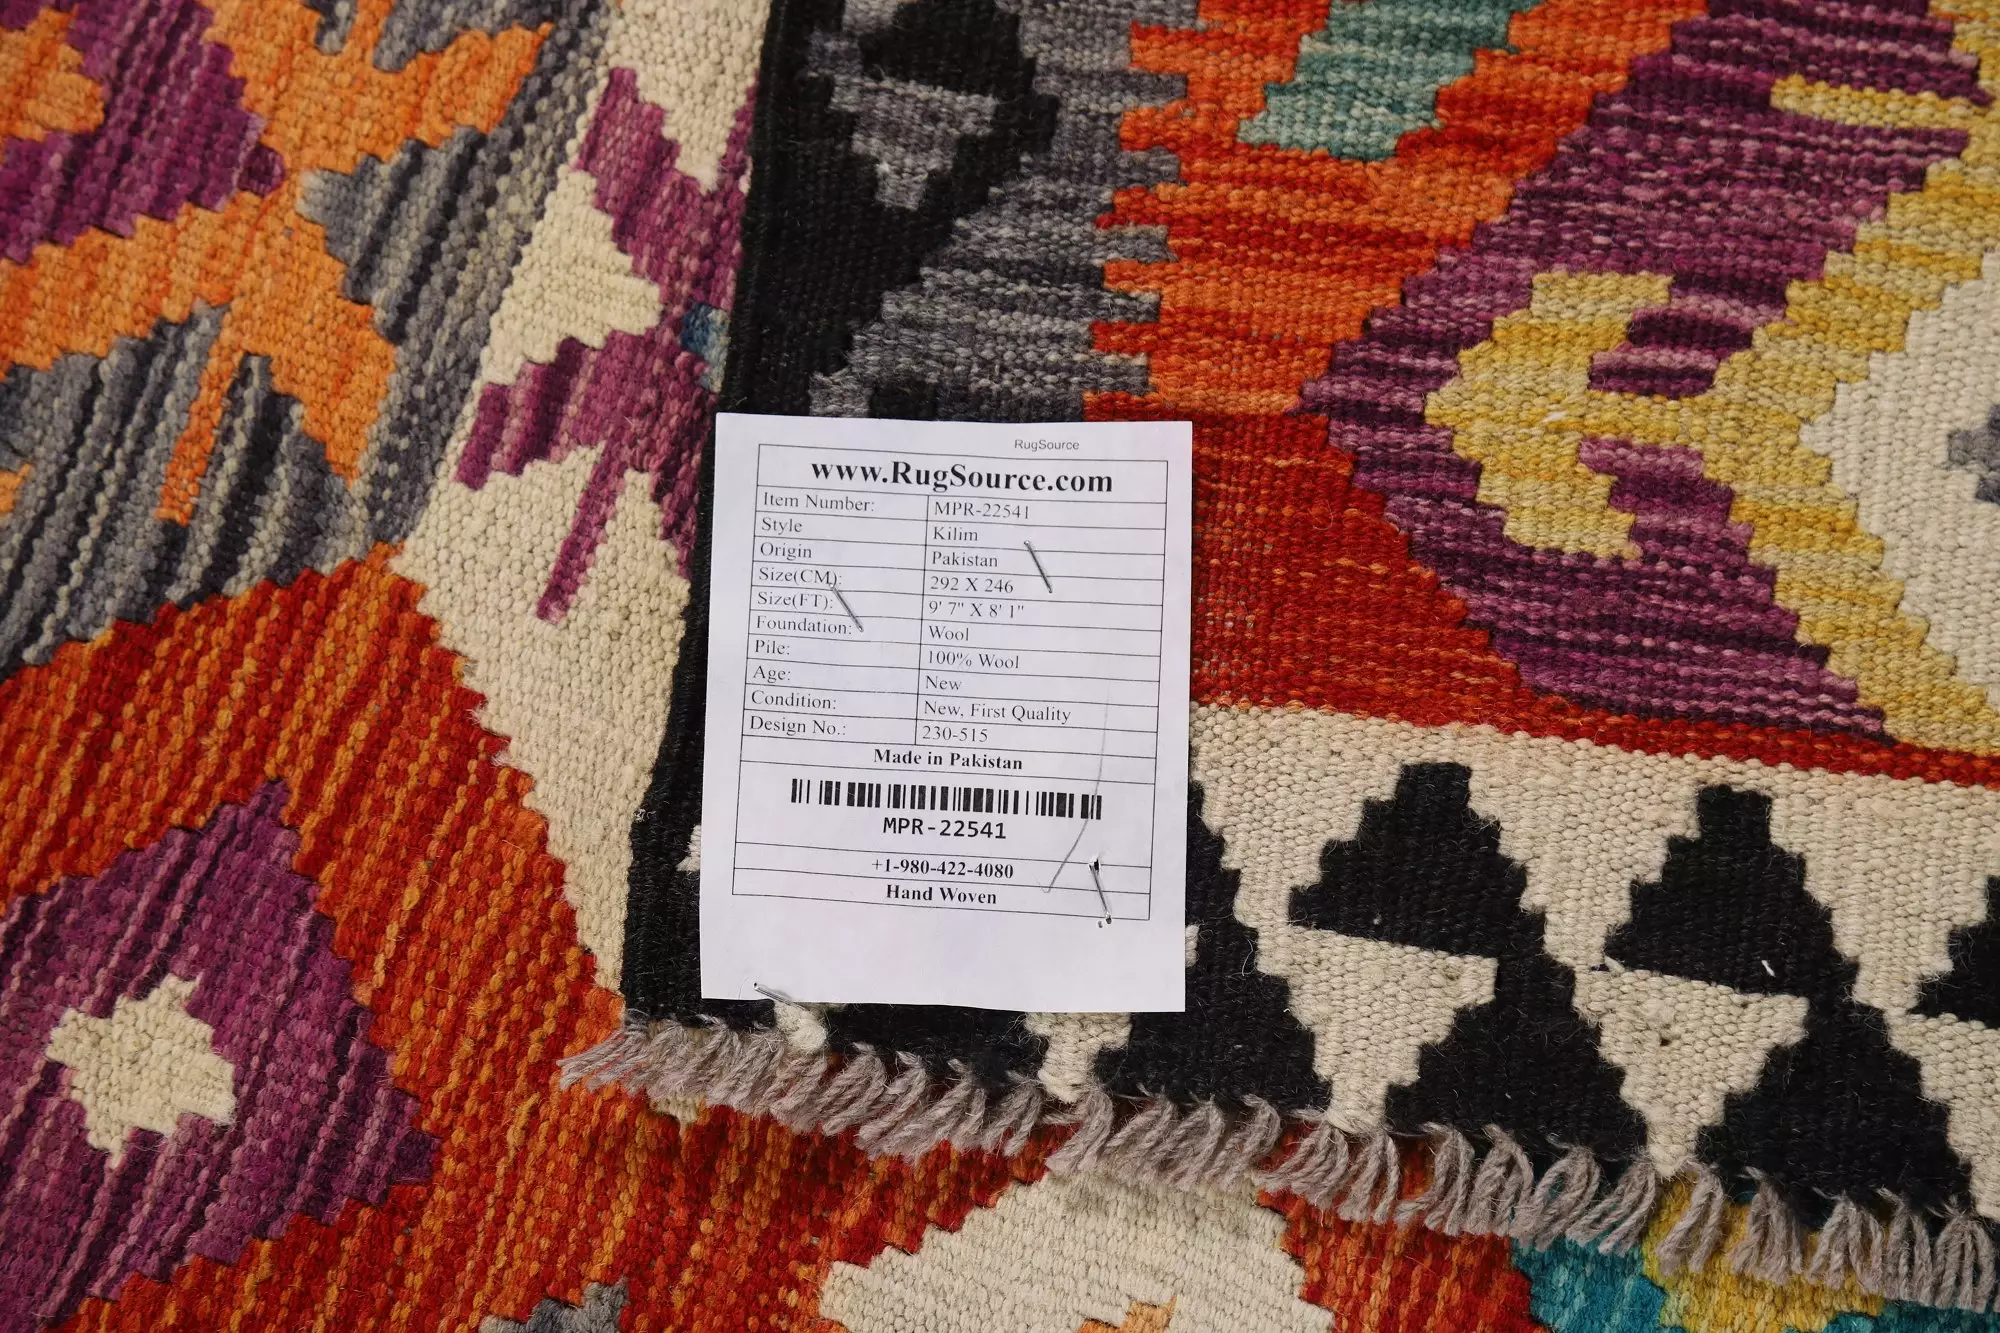 RugSource
www.RugSource.com
Item Number: MPR-22541
Style Kilim
Origin Pakistan
Size(CM): 292 X 246
Size(FT): 9' 7" X 8' 1"
Foundation: Wool
Pile: 100% Wool
Age: New
Condition: New, First Quality
Design No.: 230-515
Made in Pakistan
MPR-22541
+1-980-422-4080
Hand Woven